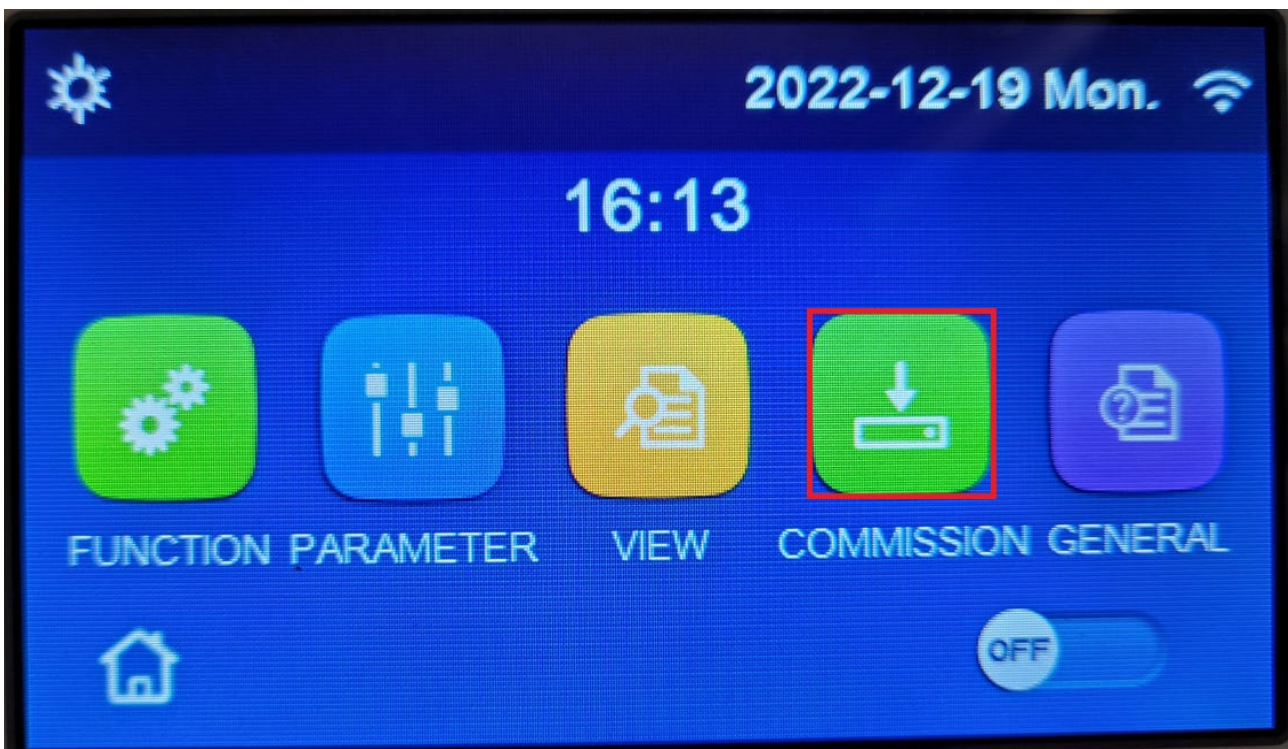 2022-12-19 Mon.
16:13
FUNCTION PARAMETER VIEW COMMISSION GENERAL
OFF